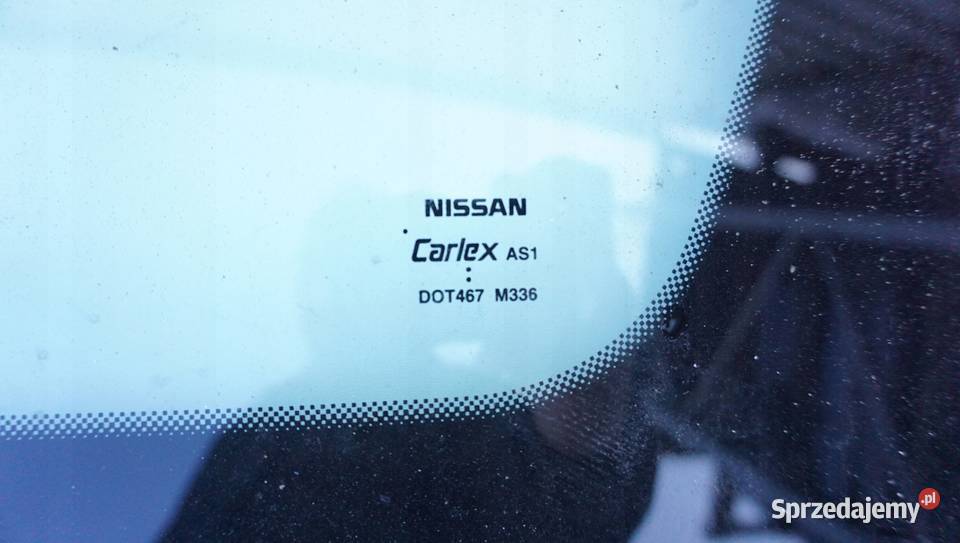 NISSAN
Carlex AS1
DOT467 M336
Sprzedajemy.pl